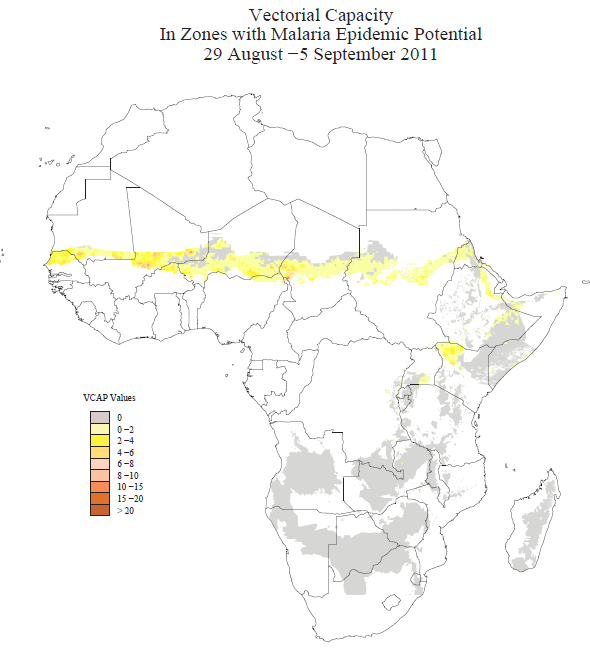 Vectorial Capacity
In Zones with Malaria Epidemic Potential
29 August −5 September 2011
VCAP Values
0
0−2
2−4
4−6
6−8
8−10
10−15
15−20
> 20